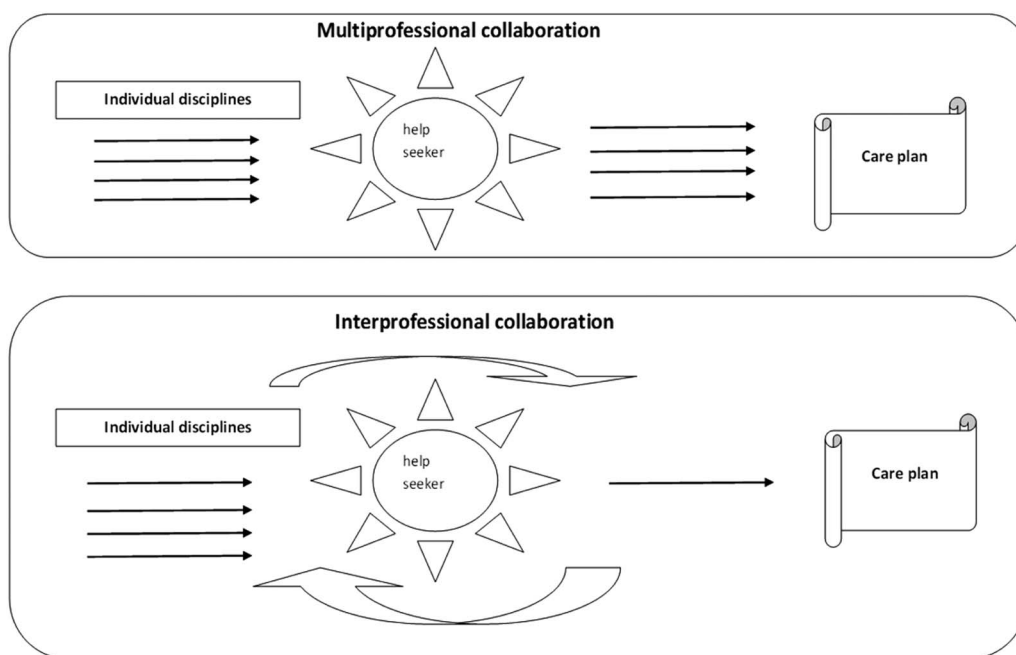 Multiprofessional collaboration
Individual disciplines
help
seeker
Care plan
Interprofessional collaboration
Individual disciplines
help
seeker
Care plan